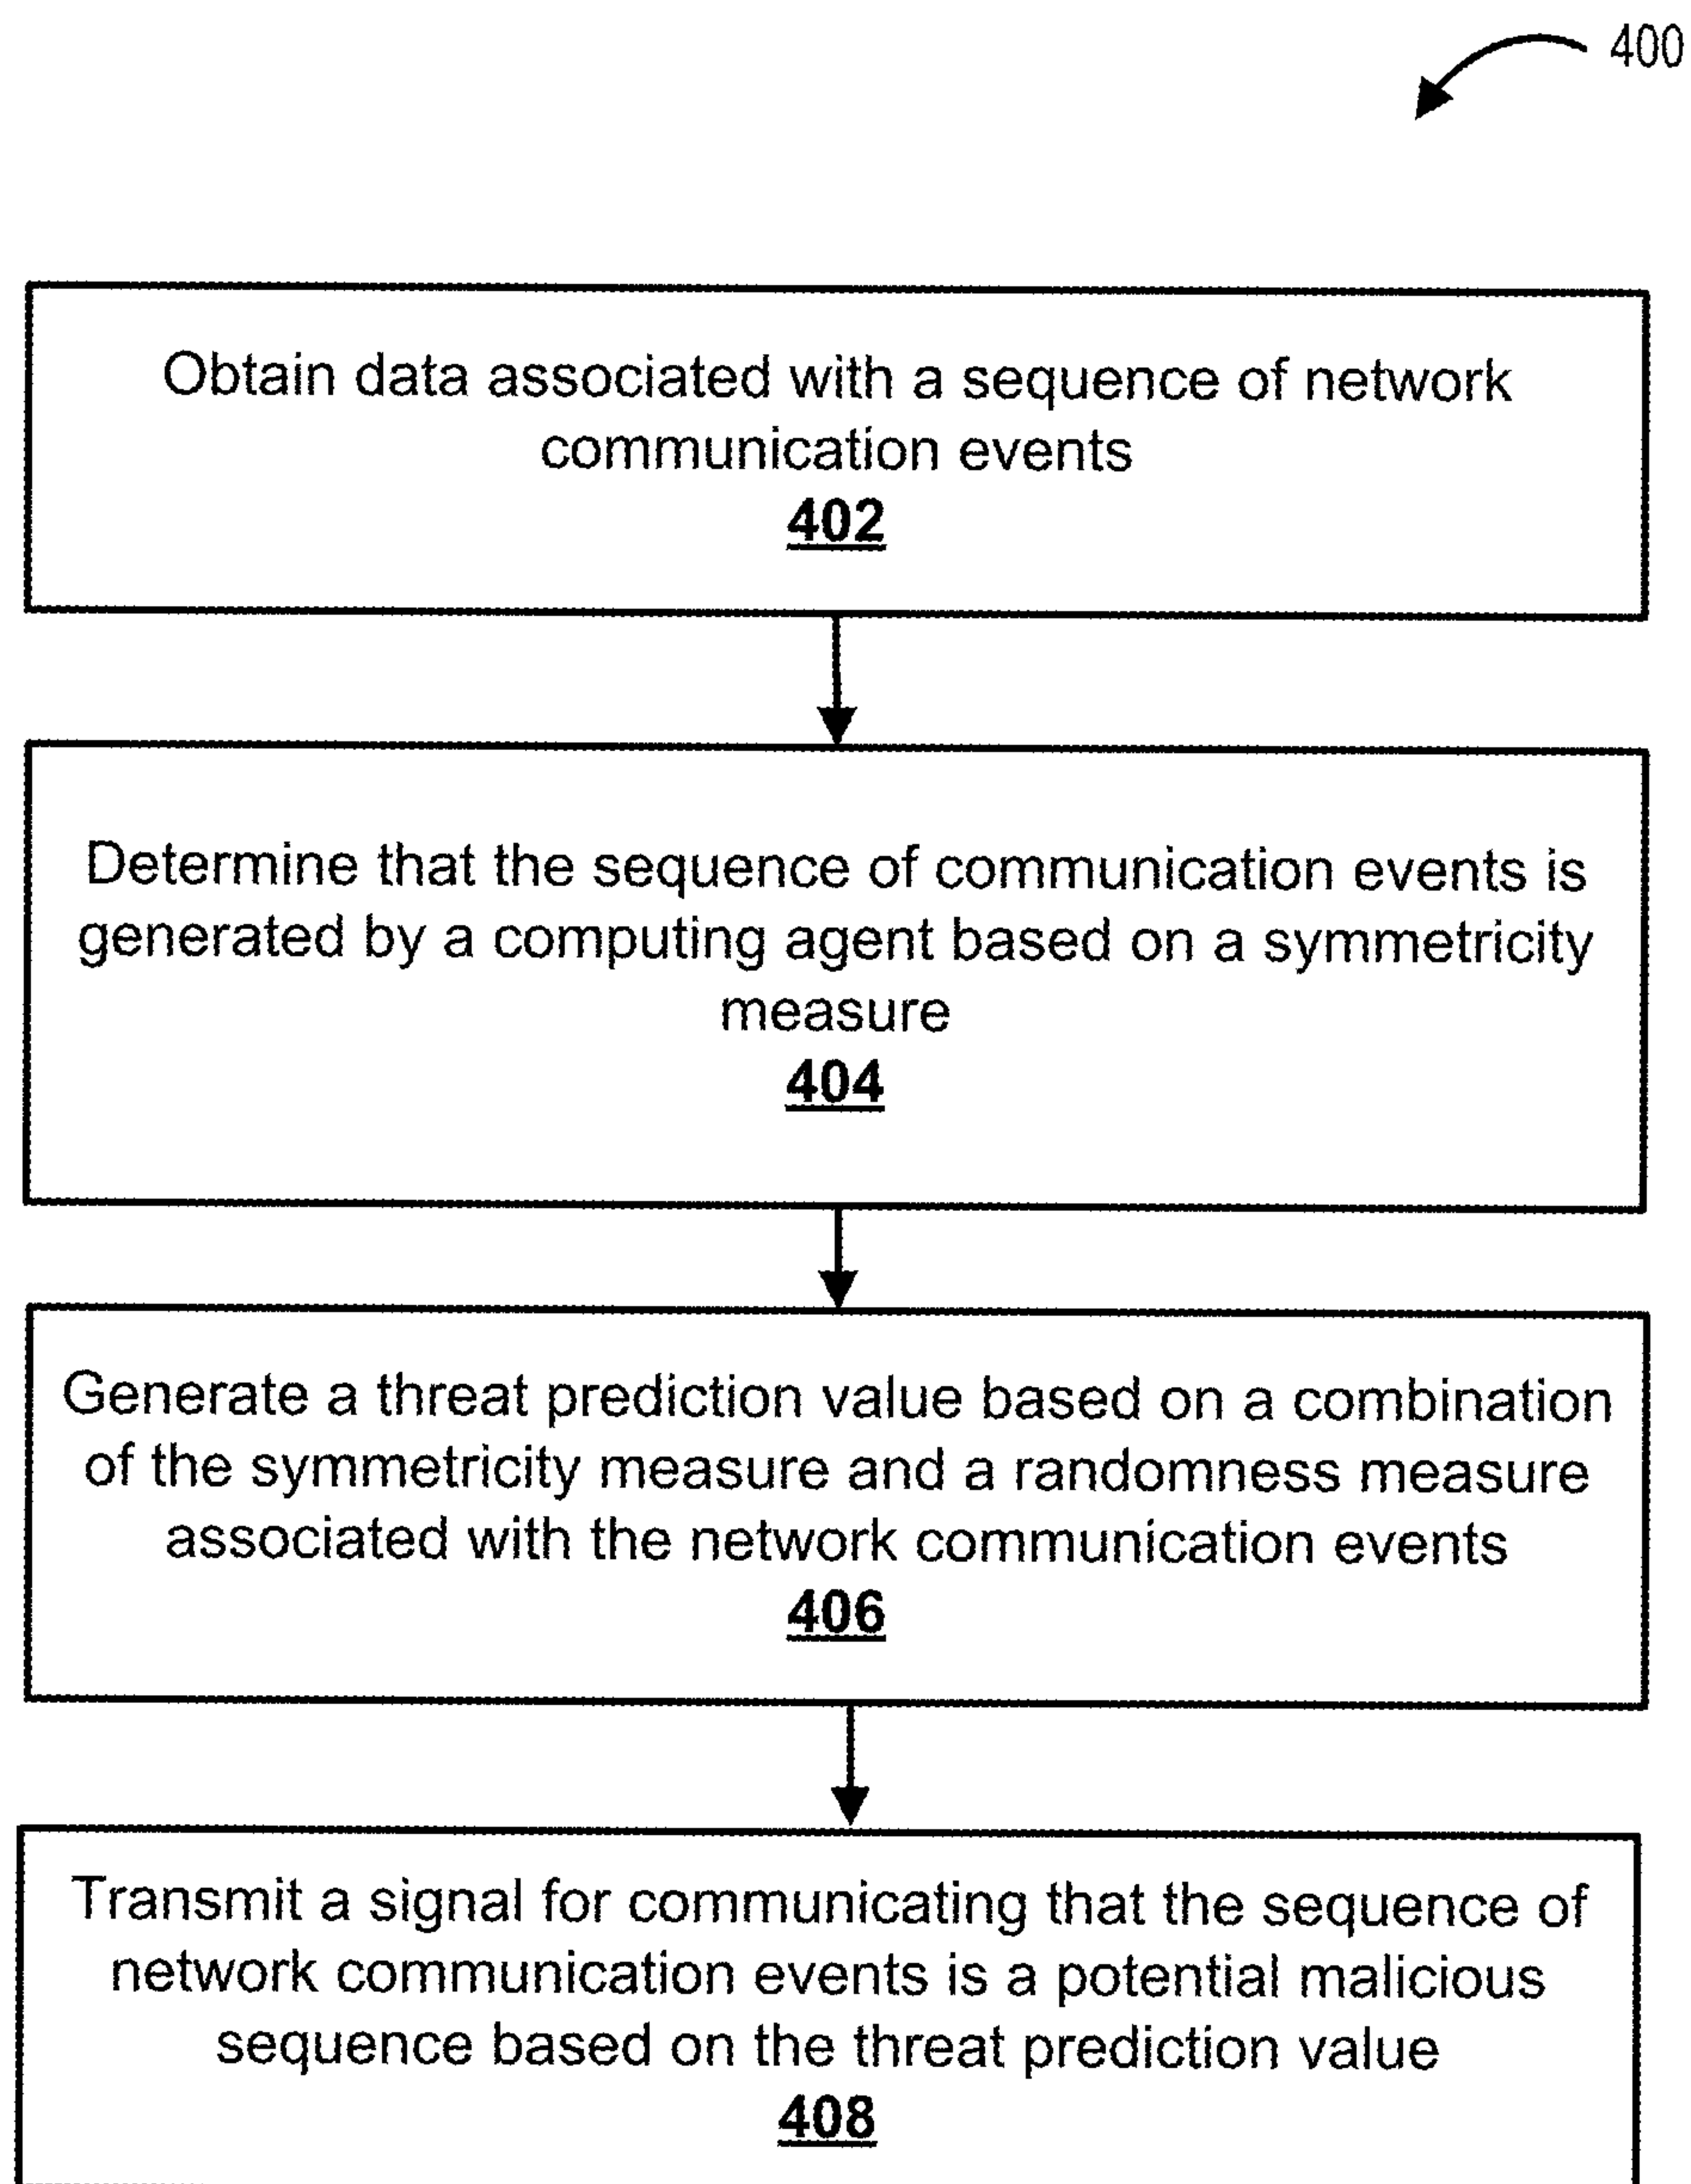 400
Obtain data associated with a sequence of network
communication events
402
Determine that the sequence of communication events is
generated by a computing agent based on a symmetricity
measure
404
Generate a threat prediction value based on a combination
of the symmetricity measure and a randomness measure
associated with the network communication events
406
Transmit a signal for communicating that the sequence of
network communication events is a potential malicious
sequence based on the threat prediction value
408